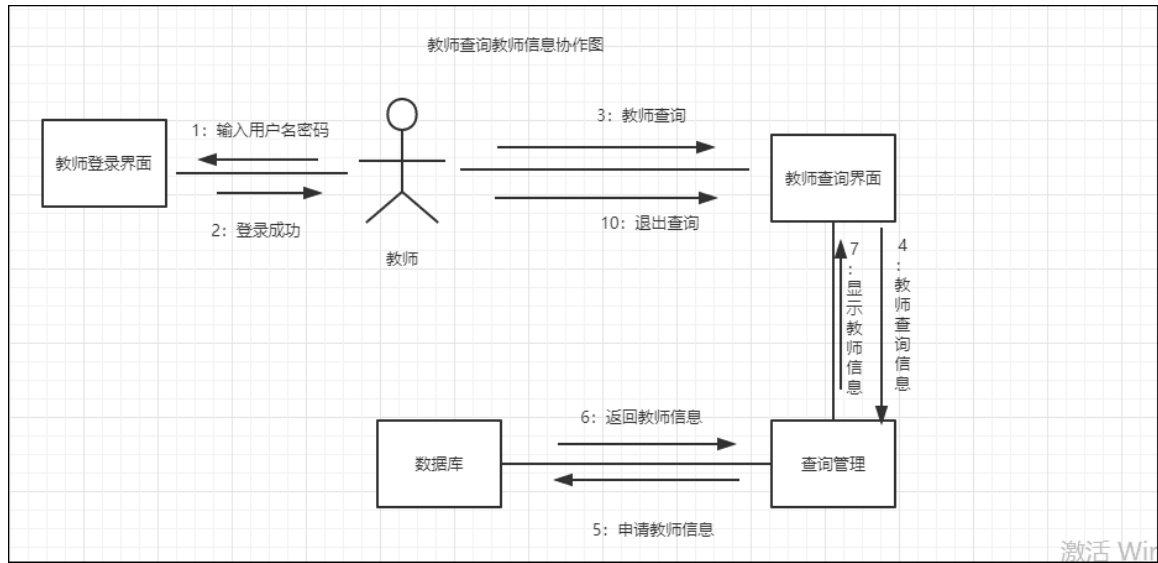 教师查询教师信息协作图
1：输入用户名密码
3：教师查询
教师登录界面
教师查询界面
2：登录成功
10：退出查询
教师
7：显示教师信息
4：教师查询信息
6：返回教师信息
数据库
查询管理
5：申请教师信息
激活 Win